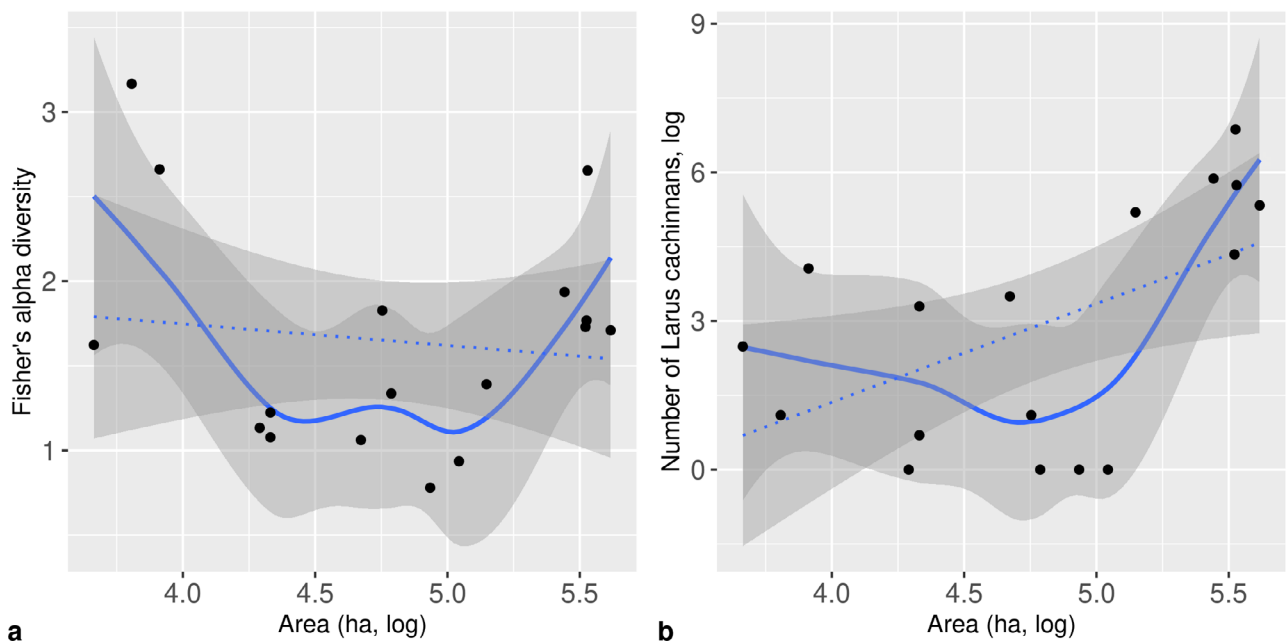 Fisher's alpha diversity
3
2
1
4.0 4.5 5.0 5.5
Area (ha, log)
a
Number of Larus cachinnans, log
9
6
3
0
4.0 4.5 5.0 5.5
Area (ha, log)
b